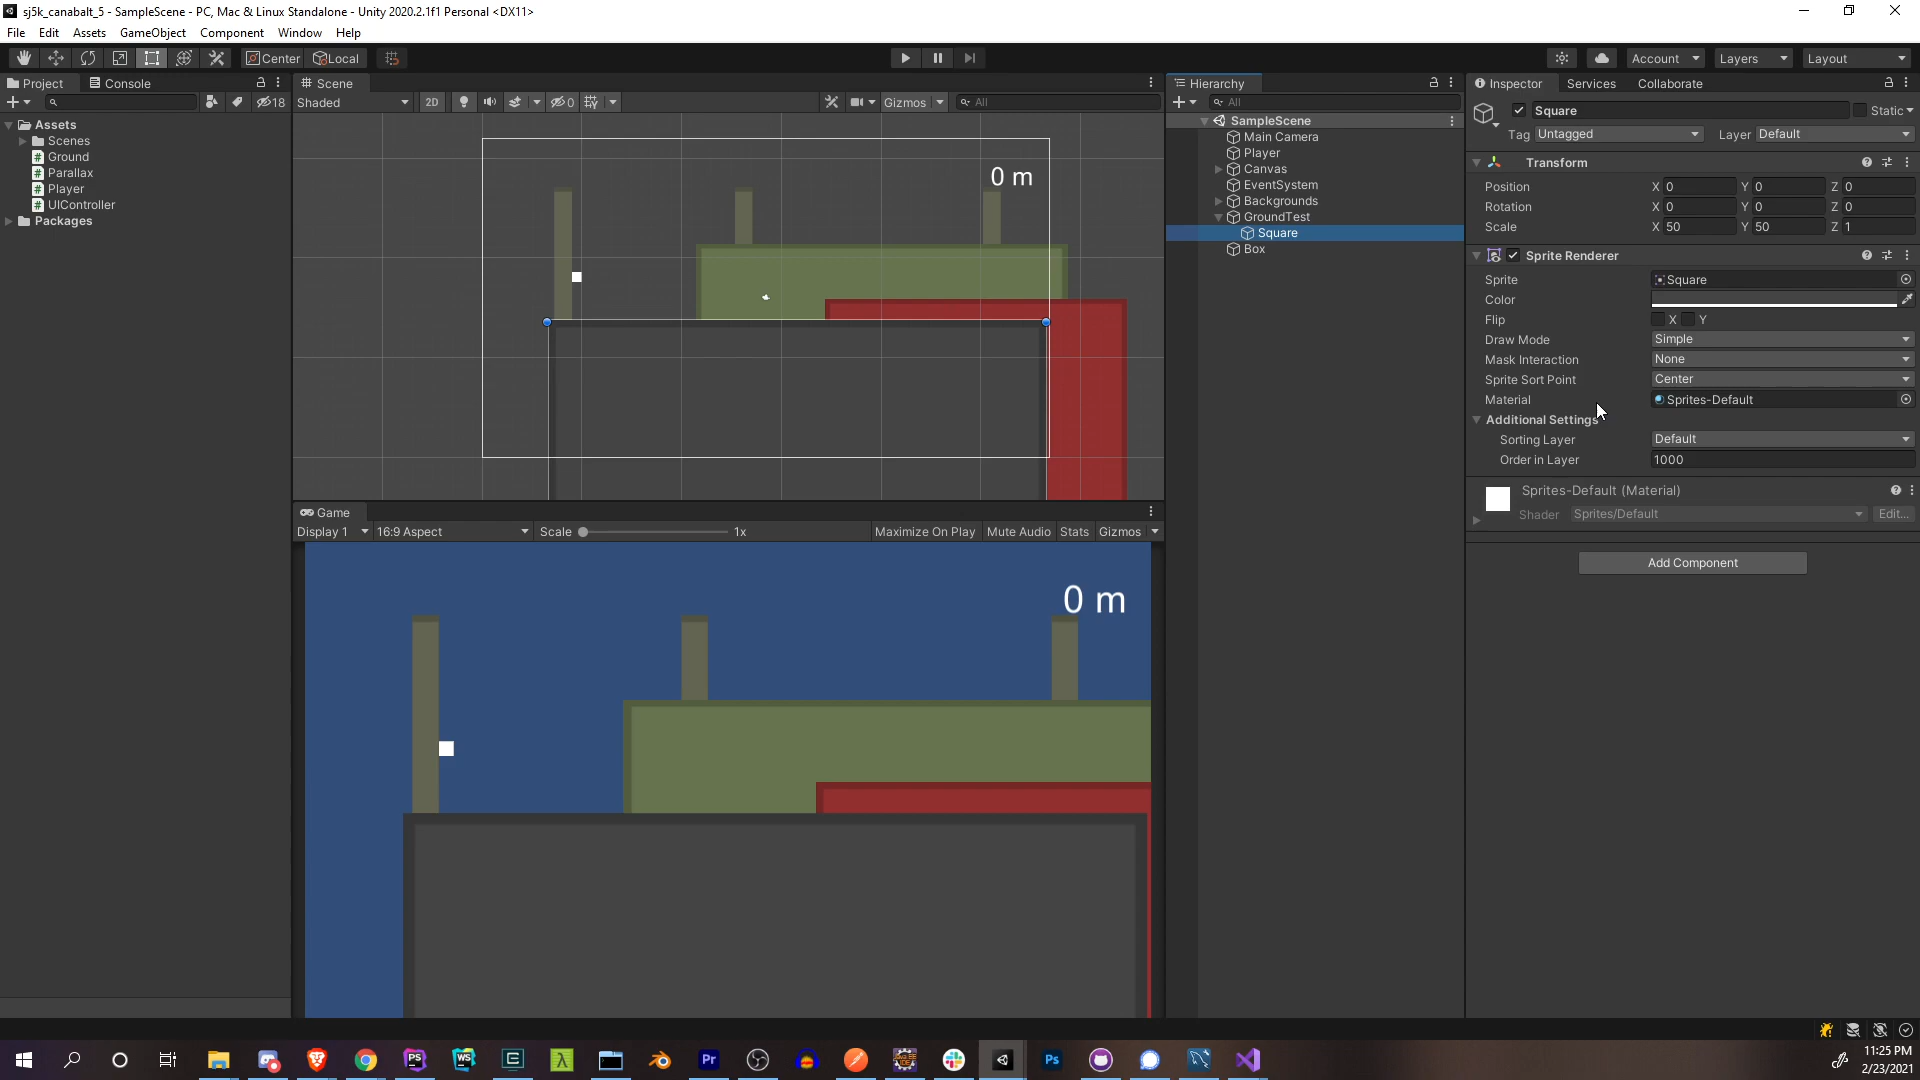 sj5k_canabalt_5 - SampleScene - PC, Mac & Linux Standalone - Unity 2020.2.1f1 Personal <DX11>
File Edit Assets GameObject Component Window Help
Center Local Account Layers Layout
Project Console
18
Assets
Scenes
Ground
Parallax
Player
UIController
Packages
Scene
Shaded 2D 0 Gizmos All
0 m
Game
Display 1 16:9 Aspect Scale 1x Maximize On Play Mute Audio Stats Gizmos
0 m
Hierarchy
All
SampleScene
Main Camera
Player
Canvas
EventSystem
Backgrounds
GroundTest
Square
Box
Inspector Services Collaborate
Square Static
Tag Untagged Layer Default
Transform
Position X 0 Y 0 Z 0
Rotation X 0 Y 0 Z 0
Scale X 50 Y 50 Z 1
Sprite Renderer
Sprite Square
Color
Flip X Y
Draw Mode Simple
Mask Interaction None
Sprite Sort Point Center
Material Sprites-Default
Additional Settings
Sorting Layer Default
Order in Layer 1000
Sprites-Default (Material)
Shader Sprites/Default Edit...
Add Component
PS WS Pr Ps
11:25 PM
2/23/2021